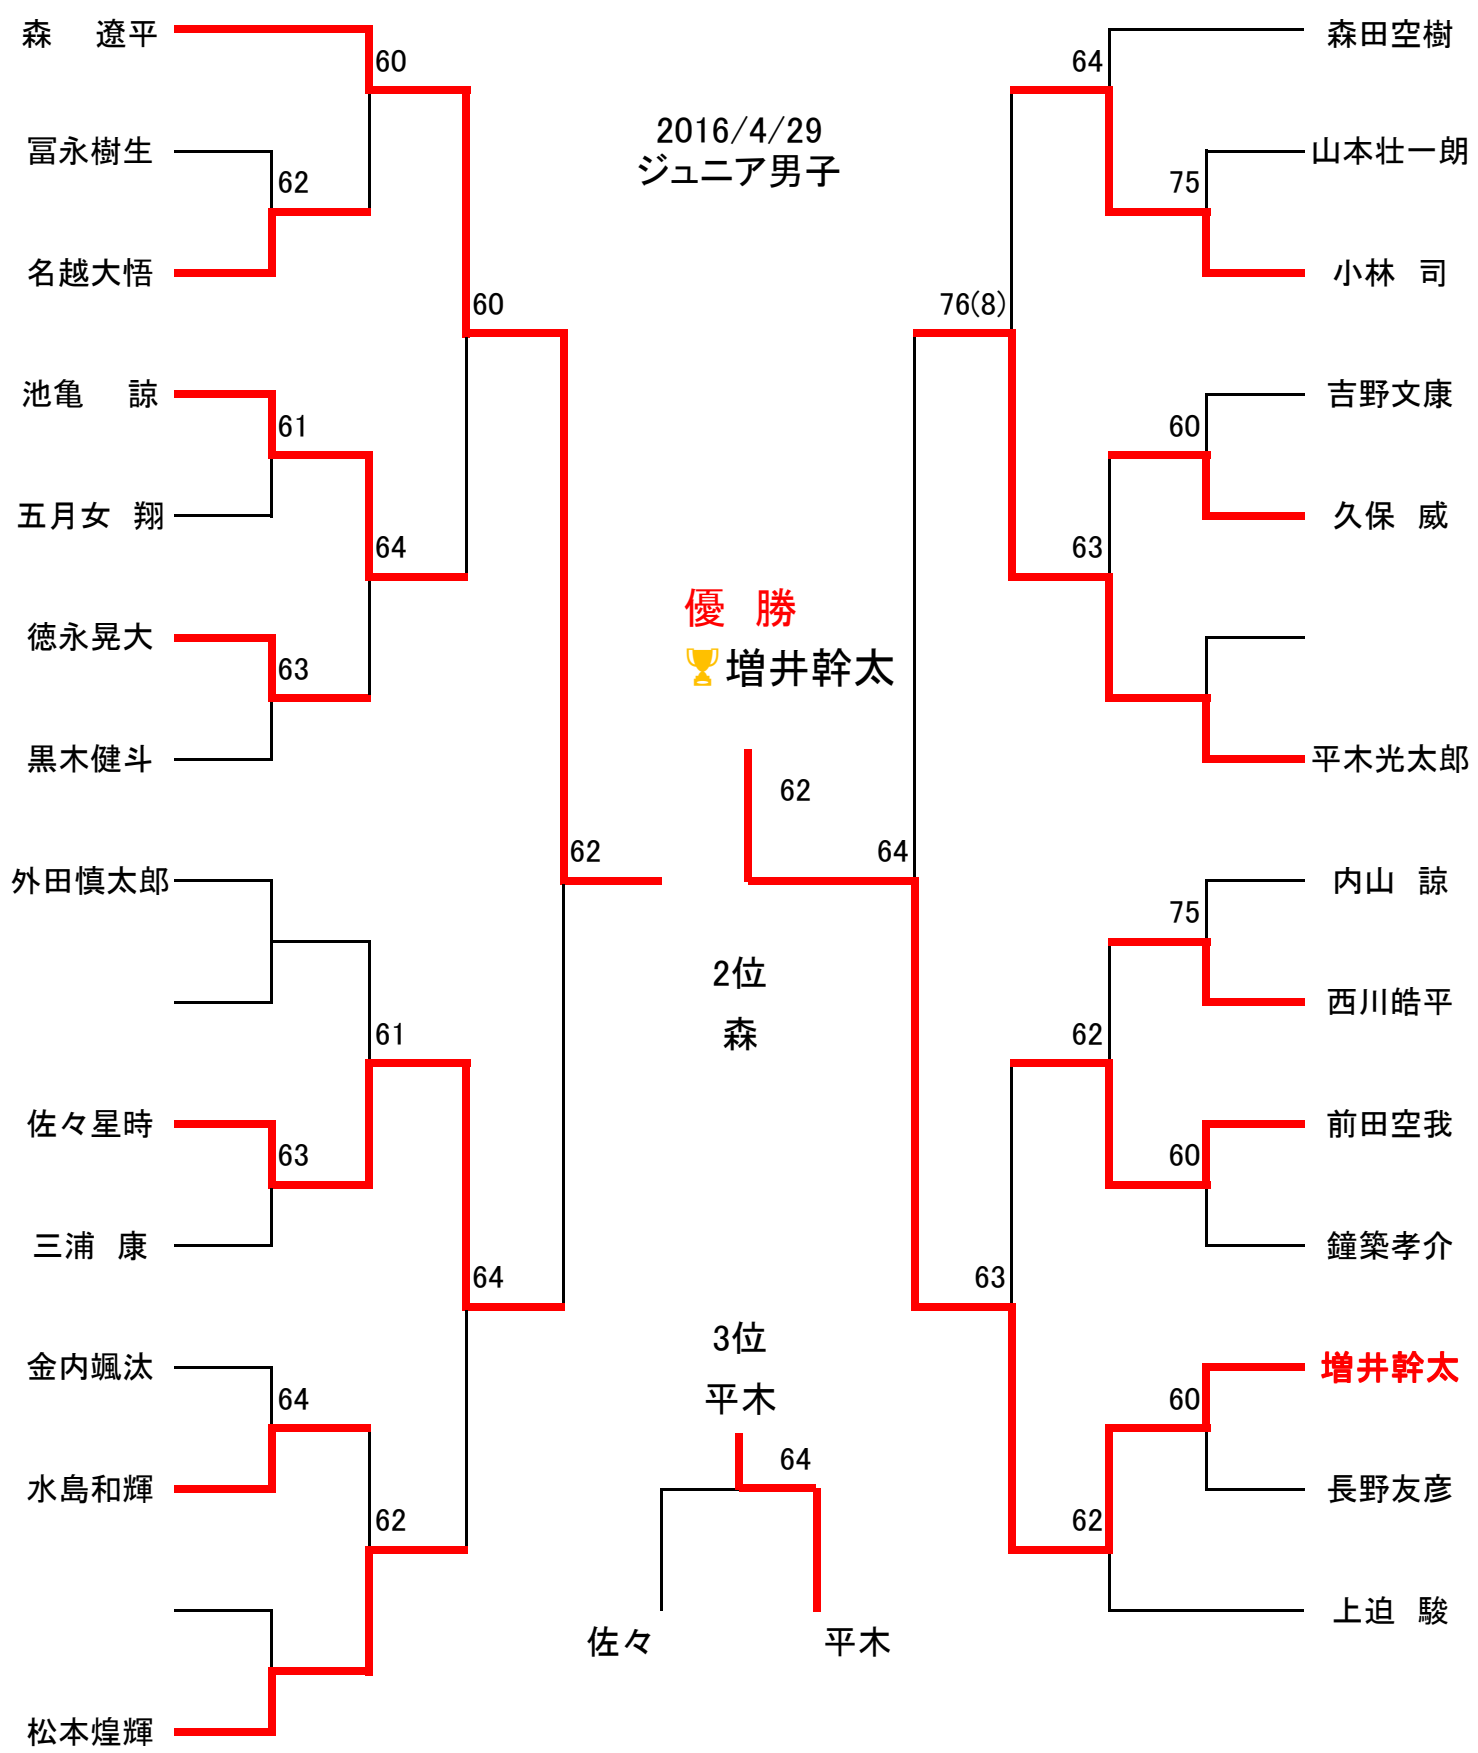 2016/4/29
ジュニア男子
森　遼平
60
冨永樹生
62
名越大悟
60
池亀　諒
61
五月女 翔
64
徳永晃大
63
黒木健斗
62
外田慎太郎
61
佐々星時
63
三浦 康
64
金内颯汰
64
水島和輝
62
松本煌輝
優 勝
🏆増井幹太
62
2位
森
3位
平木
64
佐々
平木
森田空樹
64
山本壮一朗
75
小林 司
76(8)
吉野文康
60
久保 威
63
平木光太郎
64
内山 諒
75
西川皓平
62
前田空我
60
鐘築孝介
63
増井幹太
60
長野友彦
62
上迫 駿